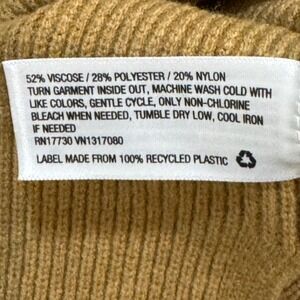 52% VISCOSE / 28% POLYESTER / 20% NYLON
TURN GARMENT INSIDE OUT, MACHINE WASH COLD WITH
LIKE COLORS, GENTLE CYCLE, ONLY NON-CHLORINE
BLEACH WHEN NEEDED, TUMBLE DRY LOW, COOL IRON
IF NEEDED
RN17730 VN1317080
LABEL MADE FROM 100% RECYCLED PLASTIC